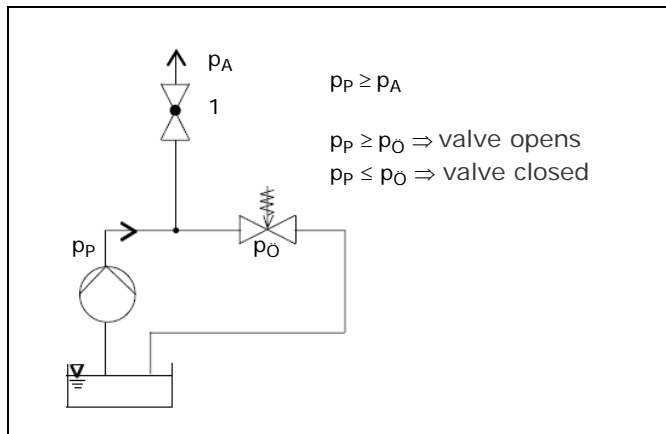 p_A
1
p_P ≥ p_A
p_P ≥ p_Ö ⇒ valve opens
p_P ≤ p_Ö ⇒ valve closed
p_P
p_Ö